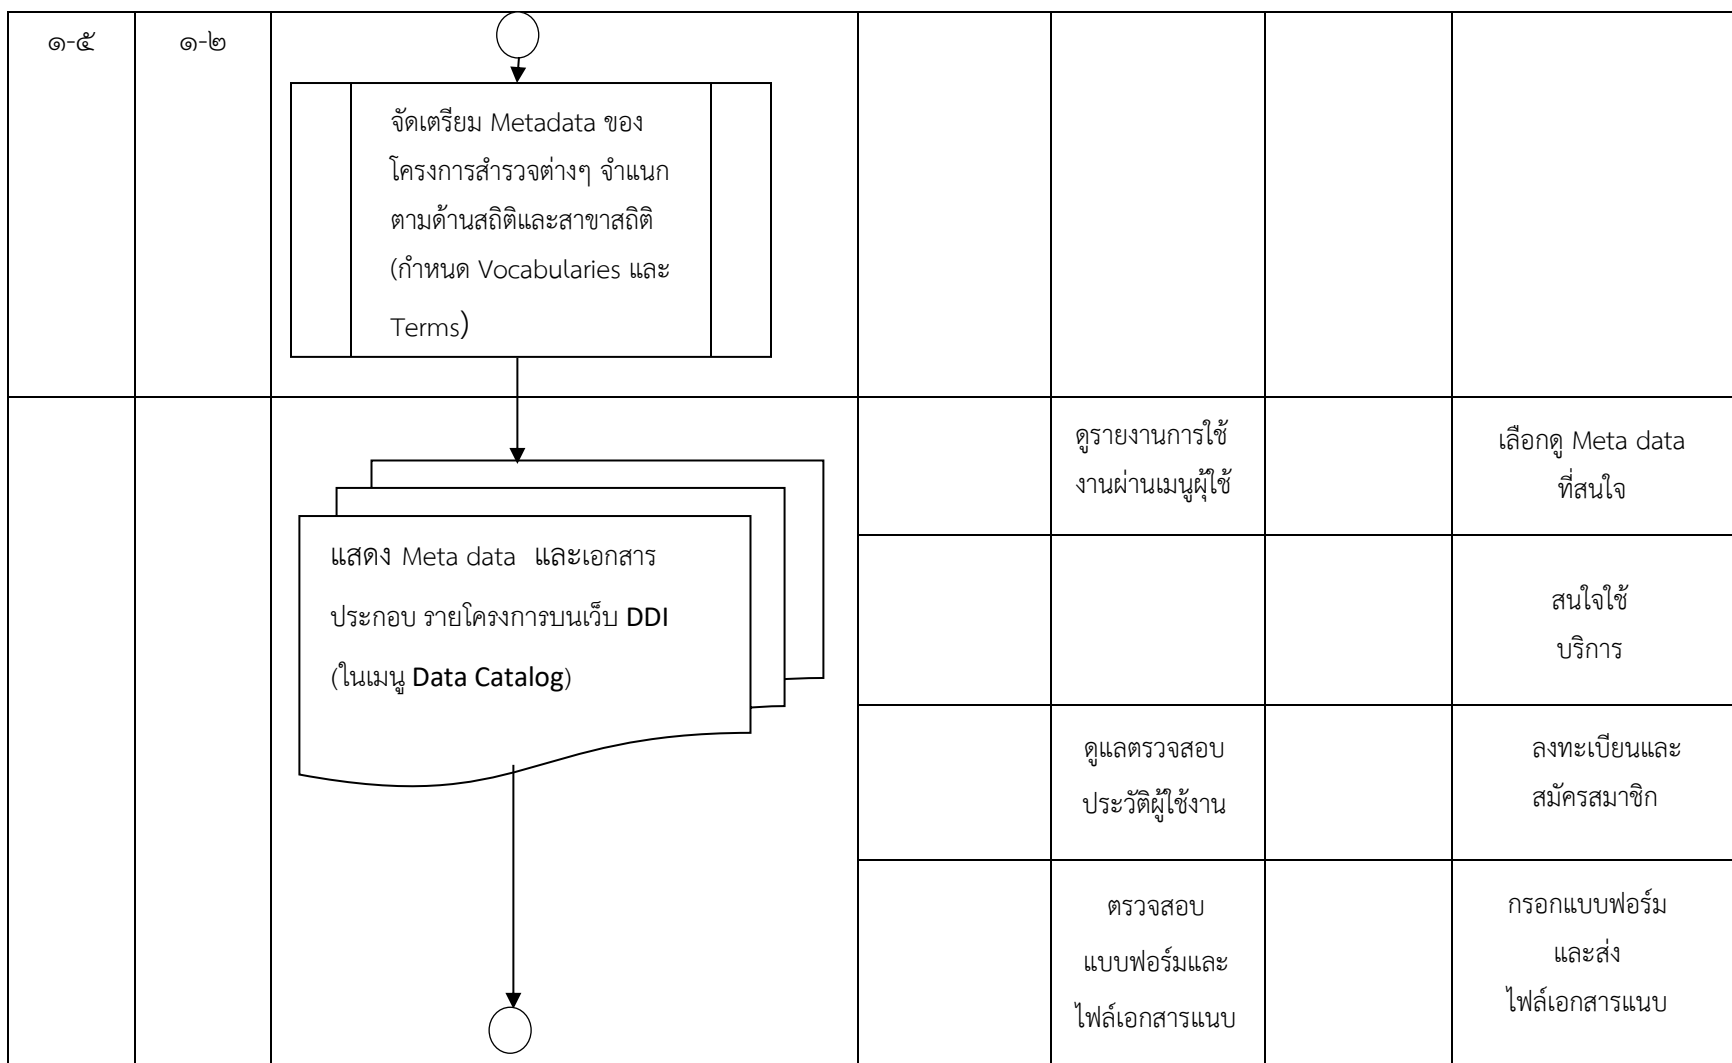 ๑-๕
๑-๒
จัดเตรียม Metadata ของ
โครงการสำรวจต่างๆ จำแนก
ตามด้านสถิติและสาขาสถิติ
(กำหนด Vocabularies และ
Terms)
ดูรายงานการใช้
งานผ่านเมนูผู้ใช้
เลือกดู Meta data
ที่สนใจ
แสดง Meta data และเอกสาร
ประกอบ รายโครงการบนเว็บ DDI
(ในเมนู Data Catalog)
สนใจใช้
บริการ
ดูแลตรวจสอบ
ประวัติผู้ใช้งาน
ลงทะเบียนและ
สมัครสมาชิก
ตรวจสอบ
แบบฟอร์มและ
ไฟล์เอกสารแนบ
กรอกแบบฟอร์ม
และส่ง
ไฟล์เอกสารแนบ